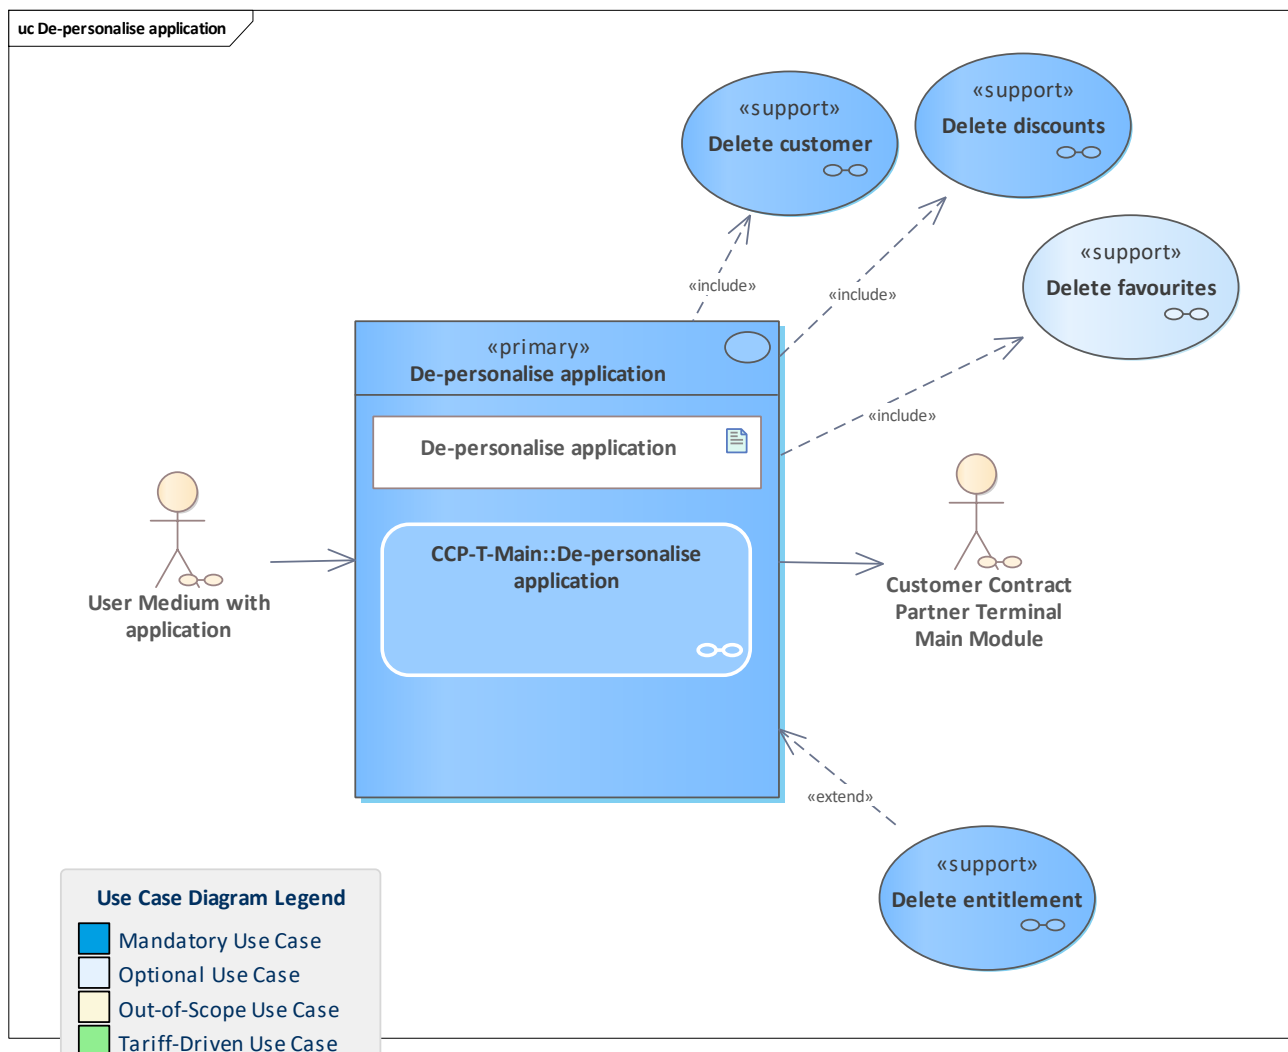 uc De-personalise application
«support»
Delete customer
«support»
Delete discounts
«support»
Delete favourites
«include»
«include»
«include»
«primary»
De-personalise application
De-personalise application
CCP-T-Main::De-personalise
application
User Medium with
application
Customer Contract
Partner Terminal
Main Module
«extend»
«support»
Delete entitlement
Use Case Diagram Legend
Mandatory Use Case
Optional Use Case
Out-of-Scope Use Case
Tariff-Driven Use Case